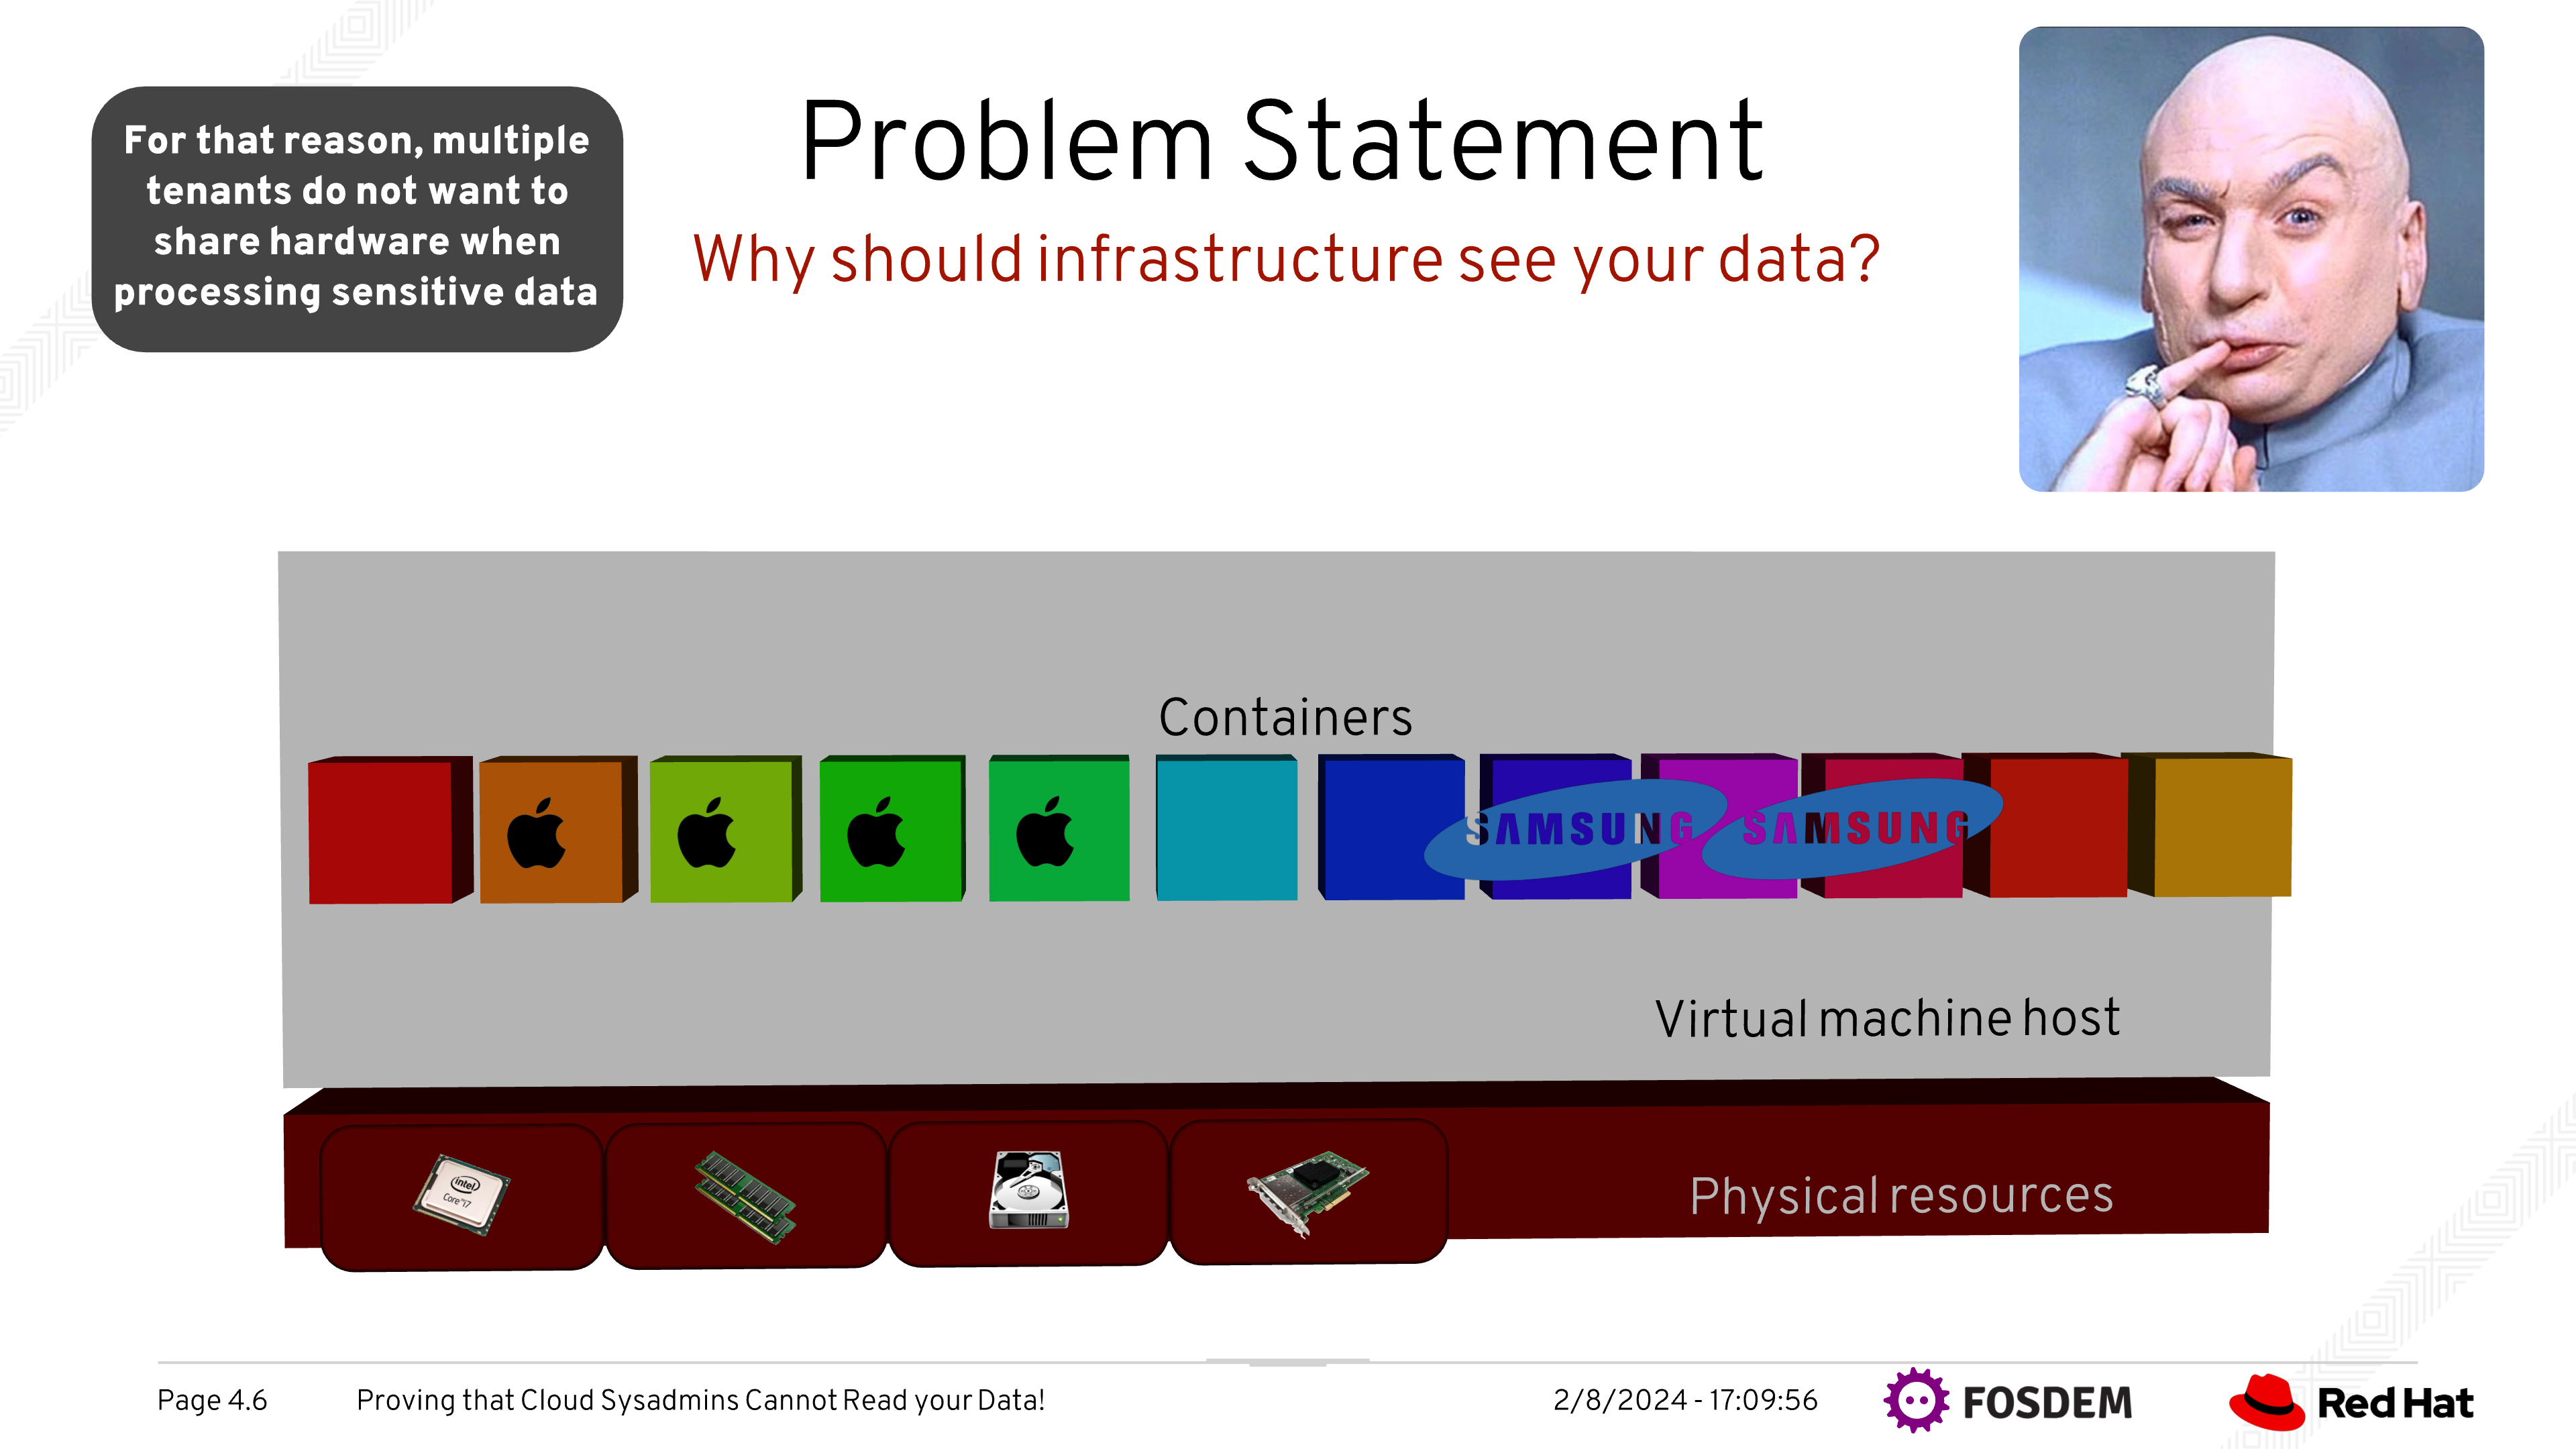 For that reason, multiple
tenants do not want to
share hardware when
processing sensitive data
Problem Statement
Why should infrastructure see your data?
Containers
SAMSUNG
SAMSUNG
Virtual machine host
intel
Core i7
Physical resources
Page 4.6
Proving that Cloud Sysadmins Cannot Read your Data!
2/8/2024 - 17:09:56
FOSDEM
Red Hat